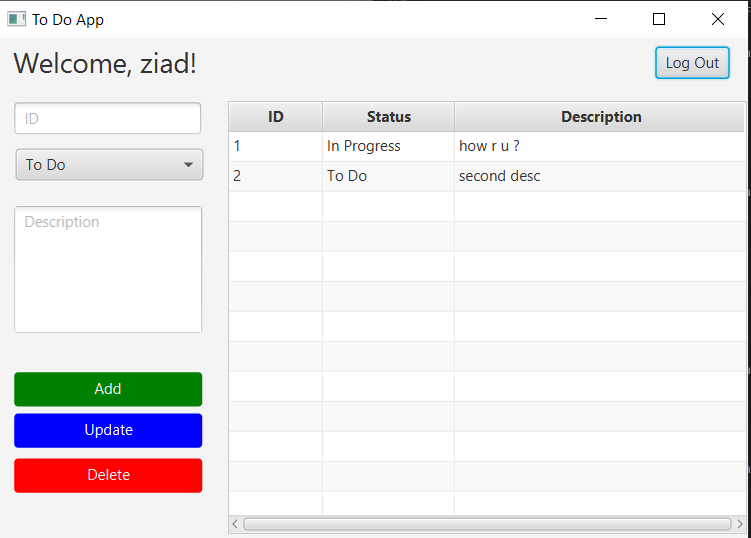 To Do App
Welcome, ziad!
Log Out
ID
To Do
Description
Add
Update
Delete
ID Status Description
1 In Progress how r u ?
2 To Do second desc